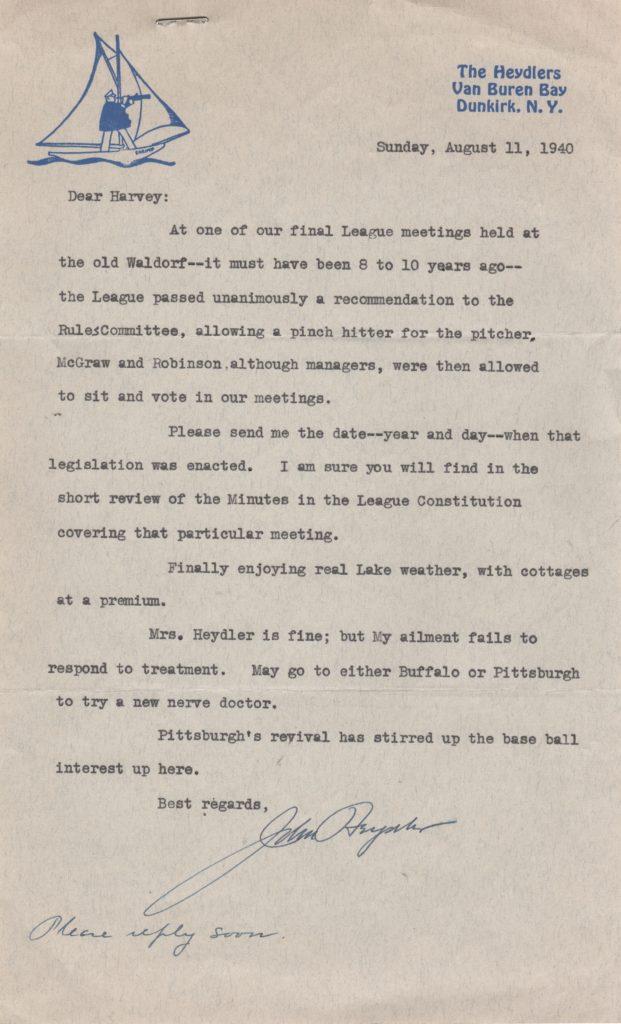 The Heydlers
Van Buren Bay
Dunkirk, N. Y.
Sunday, August 11, 1940
Dear Harvey:
At one of our final League meetings held at
the old Waldorf--it must have been 8 to 10 years ago--
the League passed unanimously a recommendation to the
RulesCommittee, allowing a pinch hitter for the pitcher.
McGraw and Robinson,although managers, were then allowed
to sit and vote in our meetings.
Please send me the date--year and day--when that
legislation was enacted. I am sure you will find in the
short review of the Minutes in the League Constitution
covering that particular meeting.
Finally enjoying real Lake weather, with cottages
at a premium.
Mrs. Heydler is fine; but My ailment fails to
respond to treatment. May go to either Buffalo or Pittsburgh
to try a new nerve doctor.
Pittsburgh's revival has stirred up the base ball
interest up here.
Best regards,
John Heydler
Please reply soon.